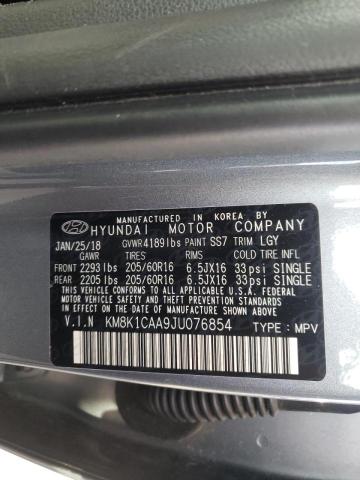 MANUFACTURED IN KOREA BY
HYUNDAI MOTOR COMPANY
JAN/25/18 GVWR4189lbs PAINT SS7 TRIM LGY
GAWR TIRES RIMS COLD TIRE INFL
FRONT 2293lbs 205/60R16 6.5JX16 33psi SINGLE
REAR 2205lbs 205/60R16 6.5JX16 33psi SINGLE
THIS VEHICLE CONFORMS TO ALL APPLICABLE
U.S.A. FEDERAL MOTOR VEHICLE SAFETY
BUMPER AND THEFT PREVENTION STANDARDS IN
EFFECT ON THE DATE OF MANUFACTURE SHOWN ABOVE
V.I.N KM8K1CAA9JU076854 TYPE: MPV